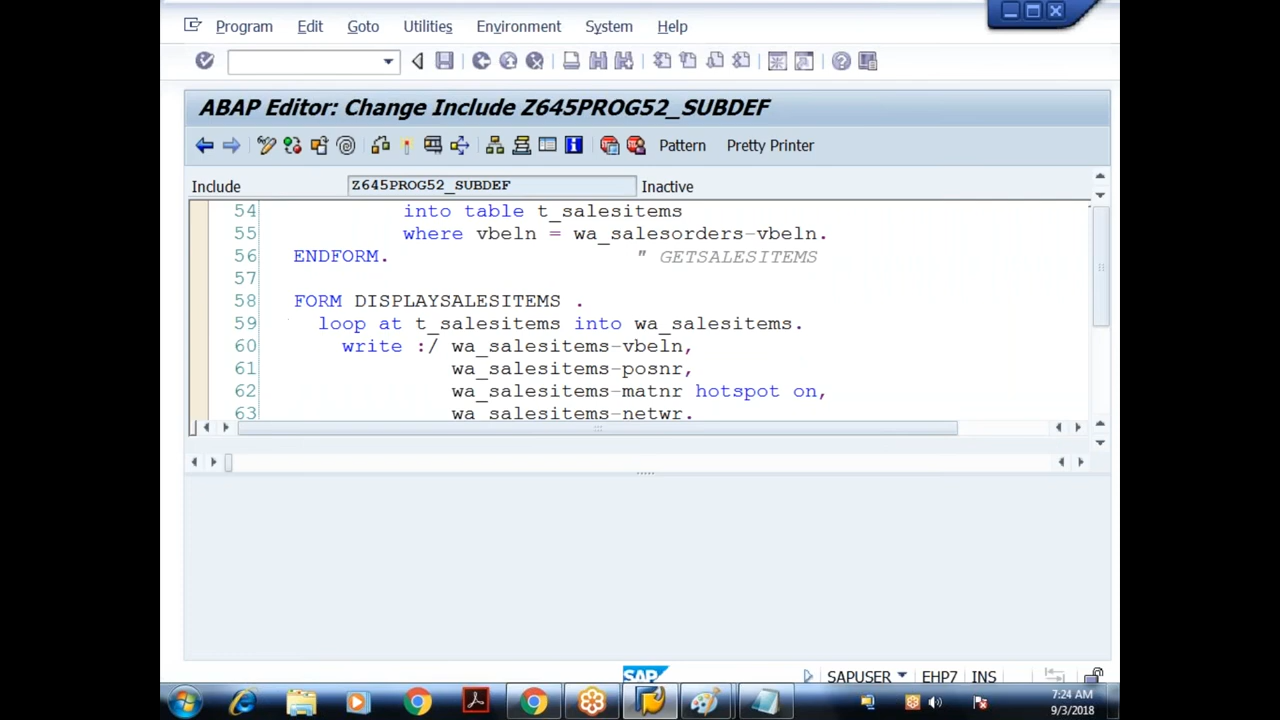 Program Edit Goto Utilities Environment System Help
ABAP Editor: Change Include Z645PROG52_SUBDEF
Pattern Pretty Printer
Include Z645PROG52_SUBDEF Inactive
54 into table t_salesitems
55 where vbeln = wa_salesorders-vbeln.
56 ENDFORM. " GETSALESITEMS
57
58 FORM DISPLAYSALESITEMS .
59 loop at t_salesitems into wa_salesitems.
60 write :/ wa_salesitems-vbeln,
61 wa_salesitems-posnr,
62 wa_salesitems-matnr hotspot on,
63 wa_salesitems-netwr.
SAP SAPUSER EHP7 INS
7:24 AM
9/3/2018